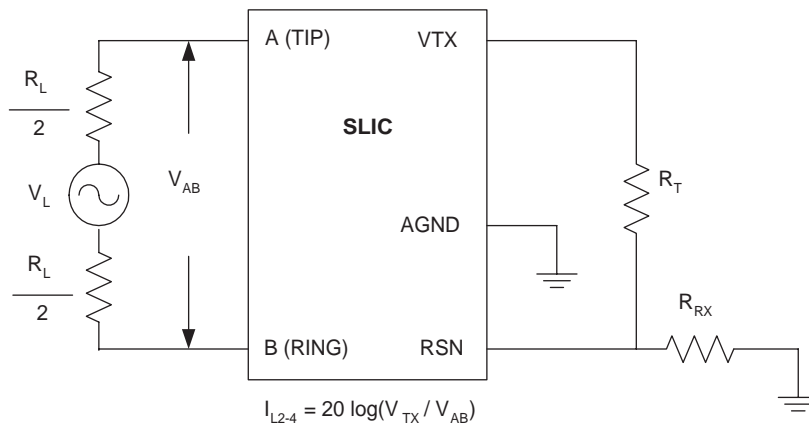 A (TIP) VTX
R_L
2
SLIC
V_L
V_AB
R_T
AGND
R_L
2
R_RX
B (RING) RSN
I_L2-4 = 20 log(V_TX / V_AB)